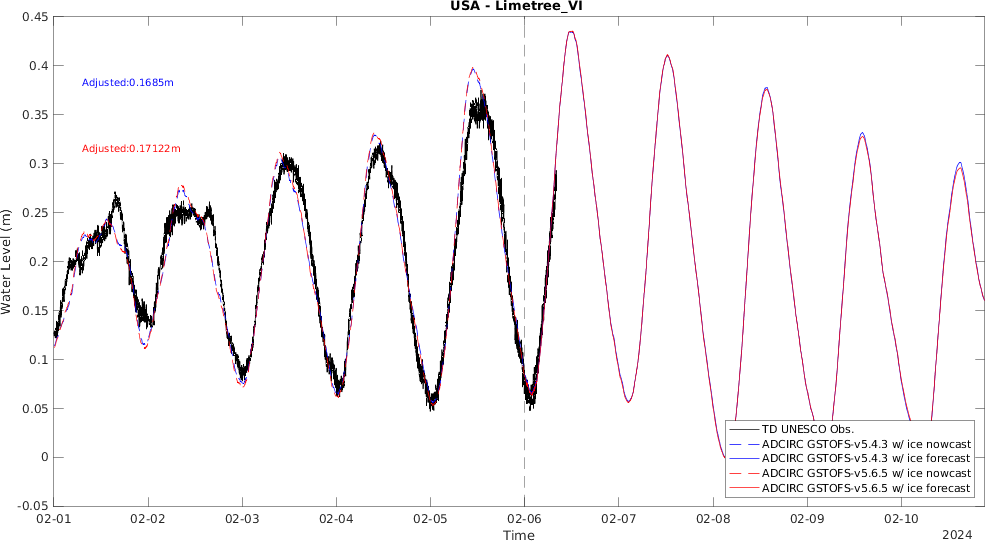 USA - Limetree_VI
0.45
0.4
0.35
0.3
0.25
0.2
0.15
0.1
0.05
0
-0.05
Water Level (m)
Adjusted:0.1685m
Adjusted:0.17122m
TD UNESCO Obs.
ADCIRC GSTOFS-v5.4.3 w/ ice nowcast
ADCIRC GSTOFS-v5.4.3 w/ ice forecast
ADCIRC GSTOFS-v5.6.5 w/ ice nowcast
ADCIRC GSTOFS-v5.6.5 w/ ice forecast
02-01 02-02 02-03 02-04 02-05 02-06 02-07 02-08 02-09 02-10
Time
2024